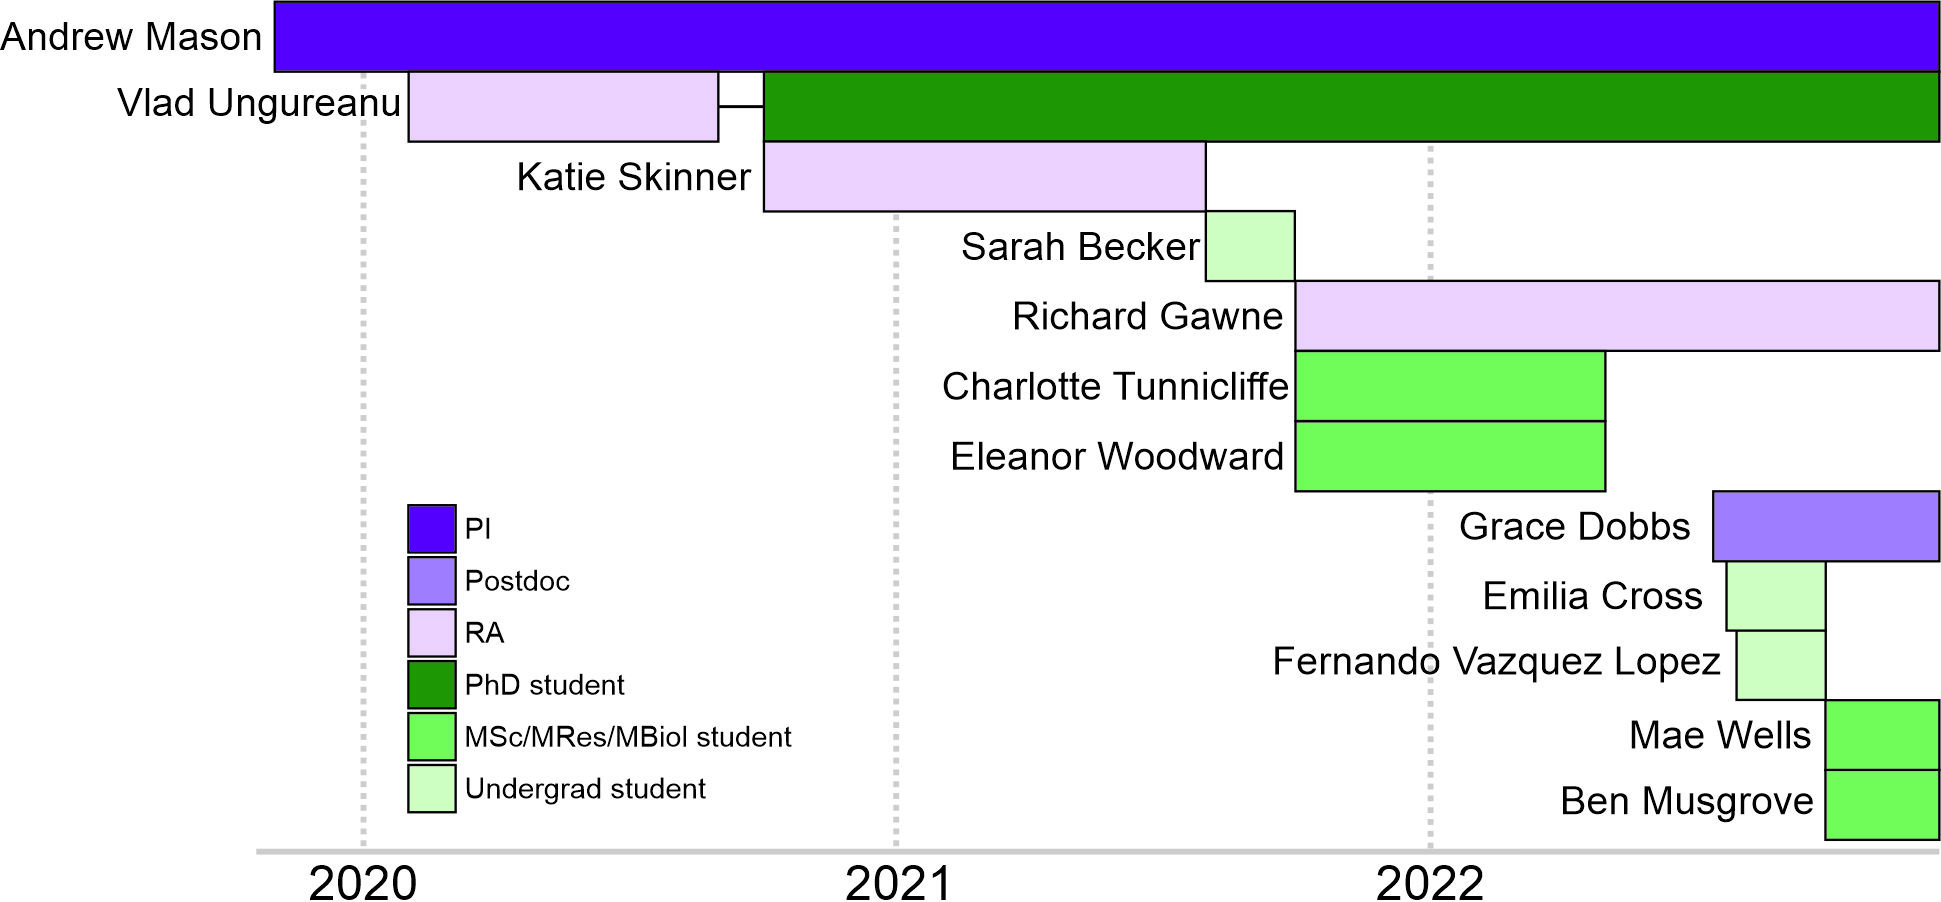 Andrew Mason
Vlad Ungureanu
Katie Skinner
Sarah Becker
Richard Gawne
Charlotte Tunnicliffe
Eleanor Woodward
Grace Dobbs
Emilia Cross
Fernando Vazquez Lopez
Mae Wells
Ben Musgrove
PI
Postdoc
RA
PhD student
MSc/MRes/MBiol student
Undergrad student
2020 2021 2022